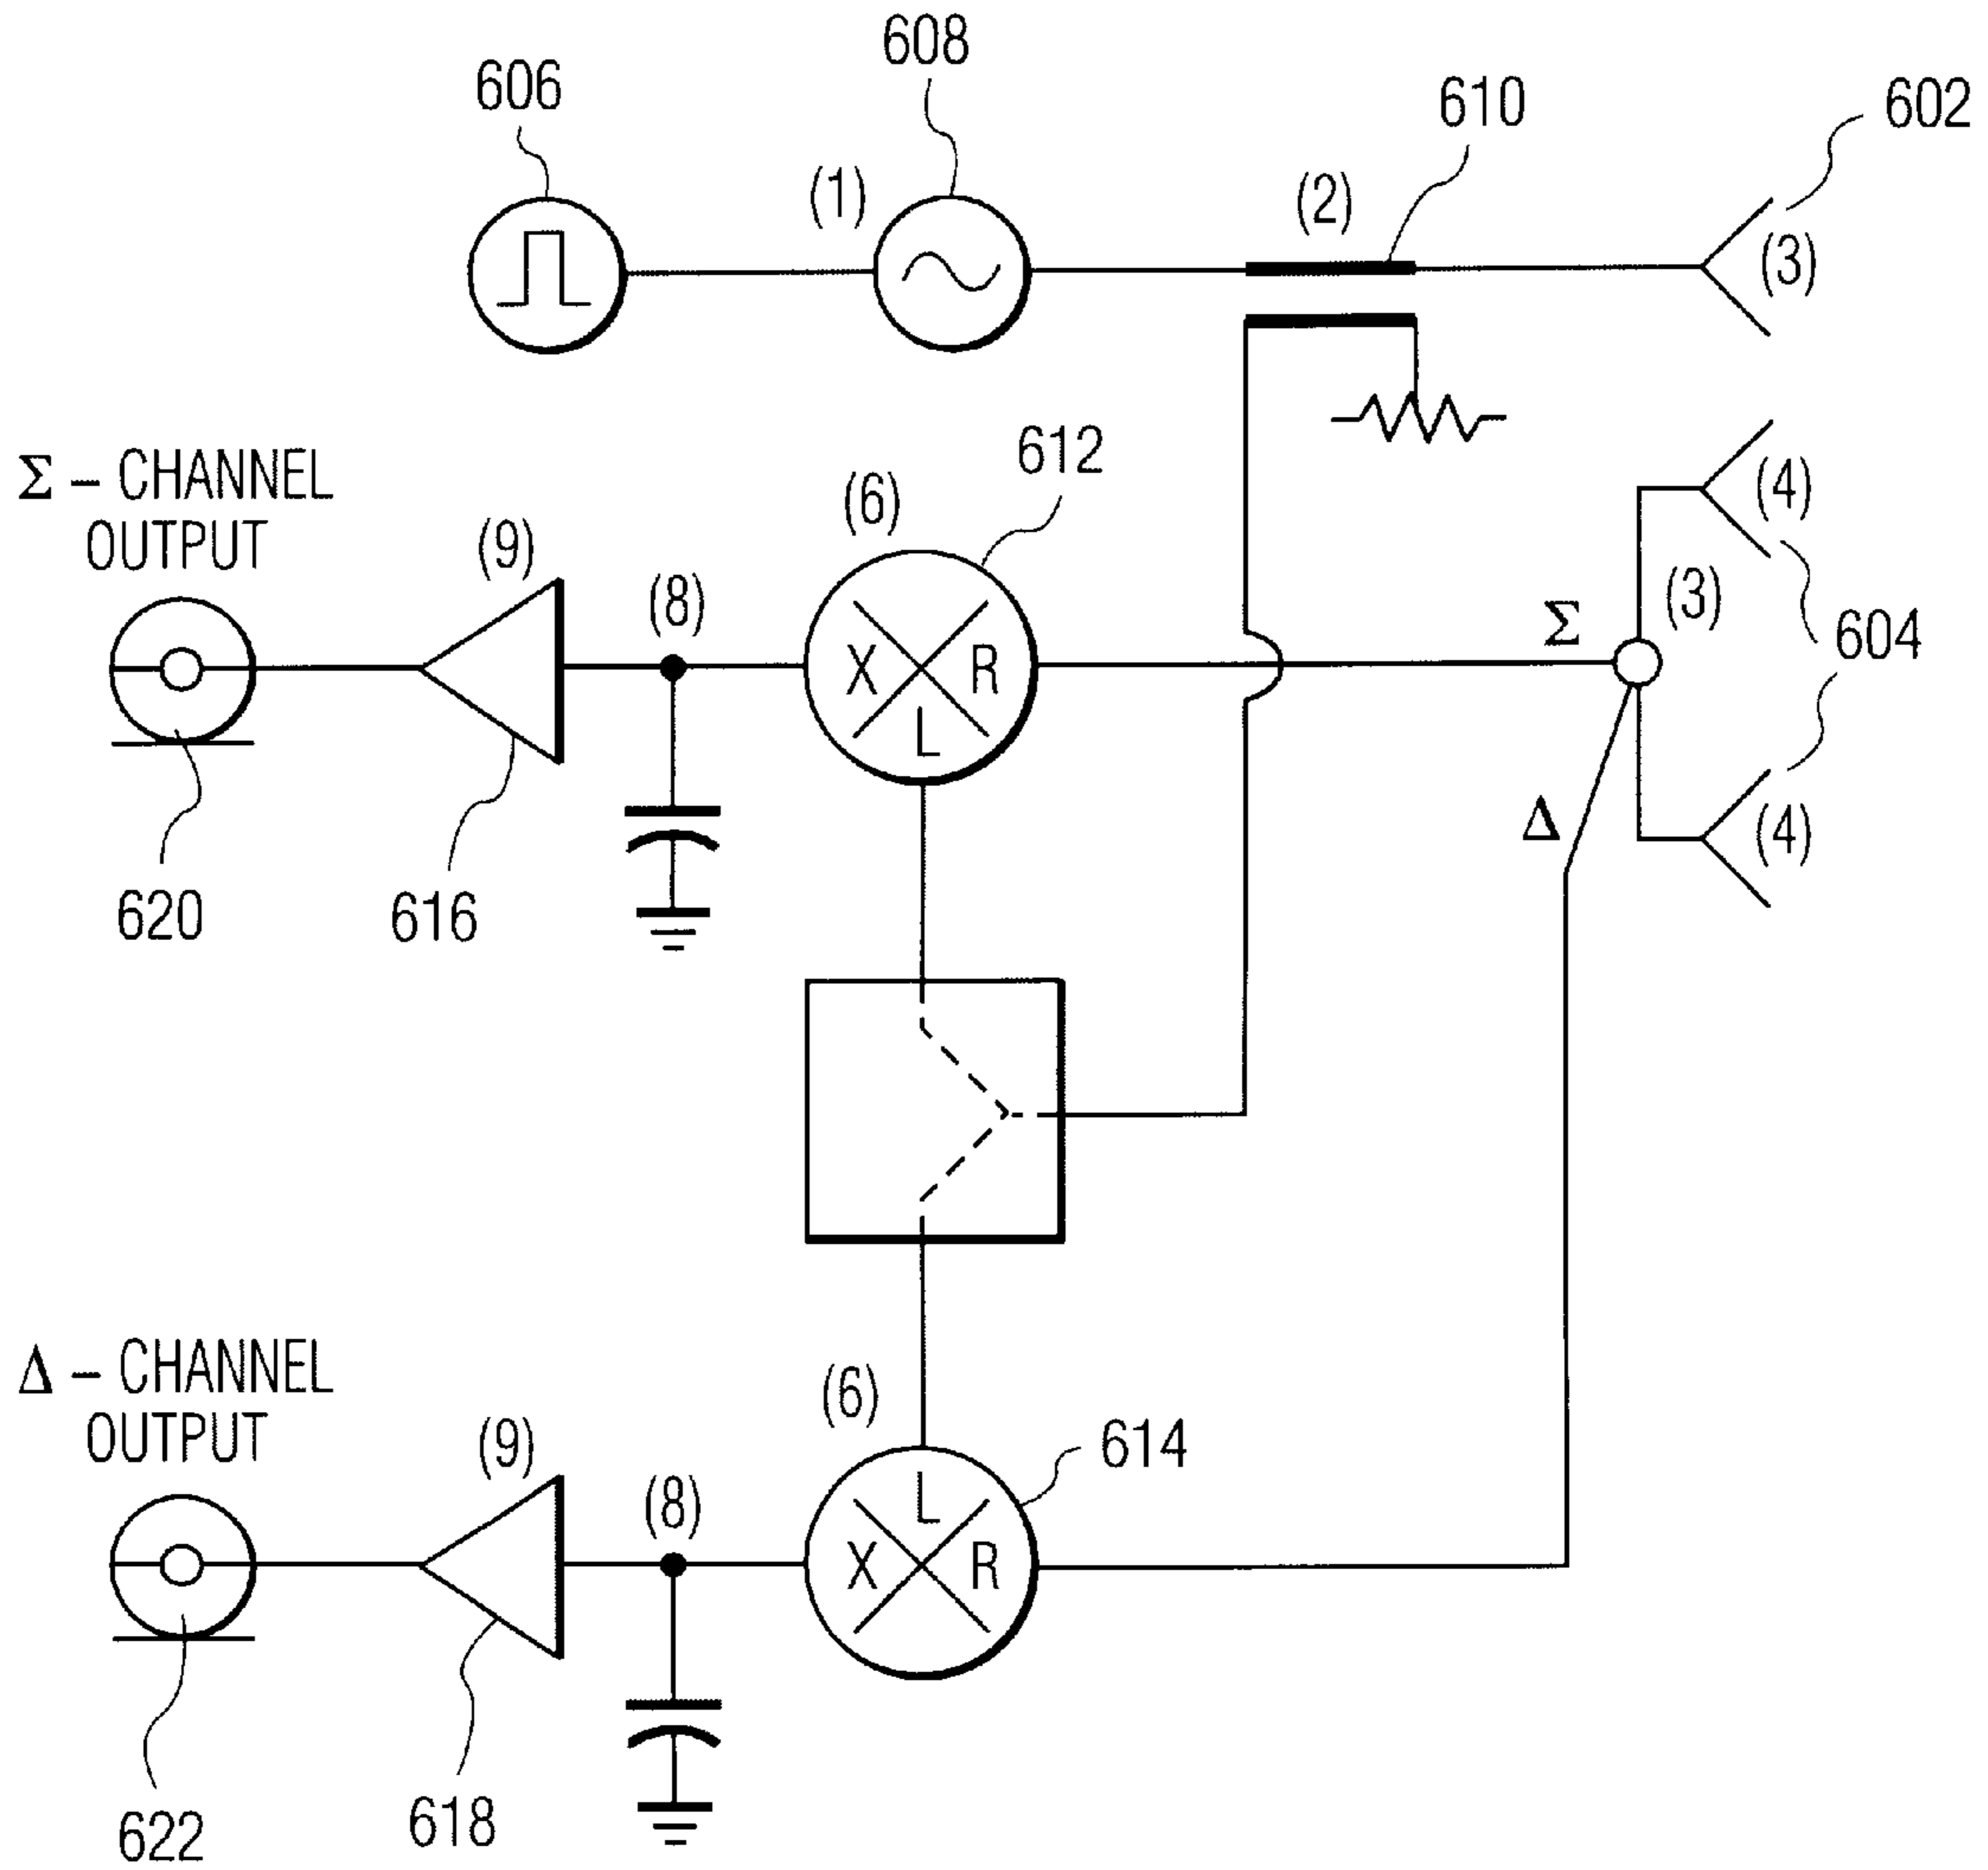 608
606
610
602
(1)
(2)
(3)
612
Σ – CHANNEL
OUTPUT
(9)
(8)
(6)
X
R
L
Σ
(3)
(4)
604
Δ
(4)
620
616
Δ – CHANNEL
OUTPUT
(9)
(8)
(6)
614
L
X
R
622
618